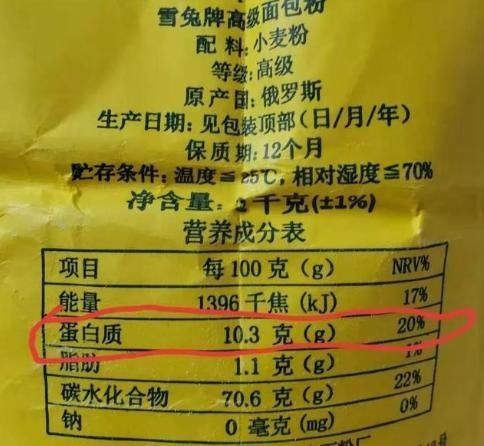 雪兔牌高级面包粉
配料:小麦粉
等级:高级
原产国:俄罗斯
生产日期:见包装顶部(日/月/年)
保质期:12个月
贮存条件:温度≦25℃,相对湿度≦70%
净含量:2千克(±1%)
营养成分表
项目 每100克(g) NRV%
能量 1396千焦(kJ) 17%
蛋白质 10.3 克(g) 20%
脂肪 1.1 克(g) 1%
碳水化合物 70.6 克(g) 22%
钠 0 毫克(mg) 0%